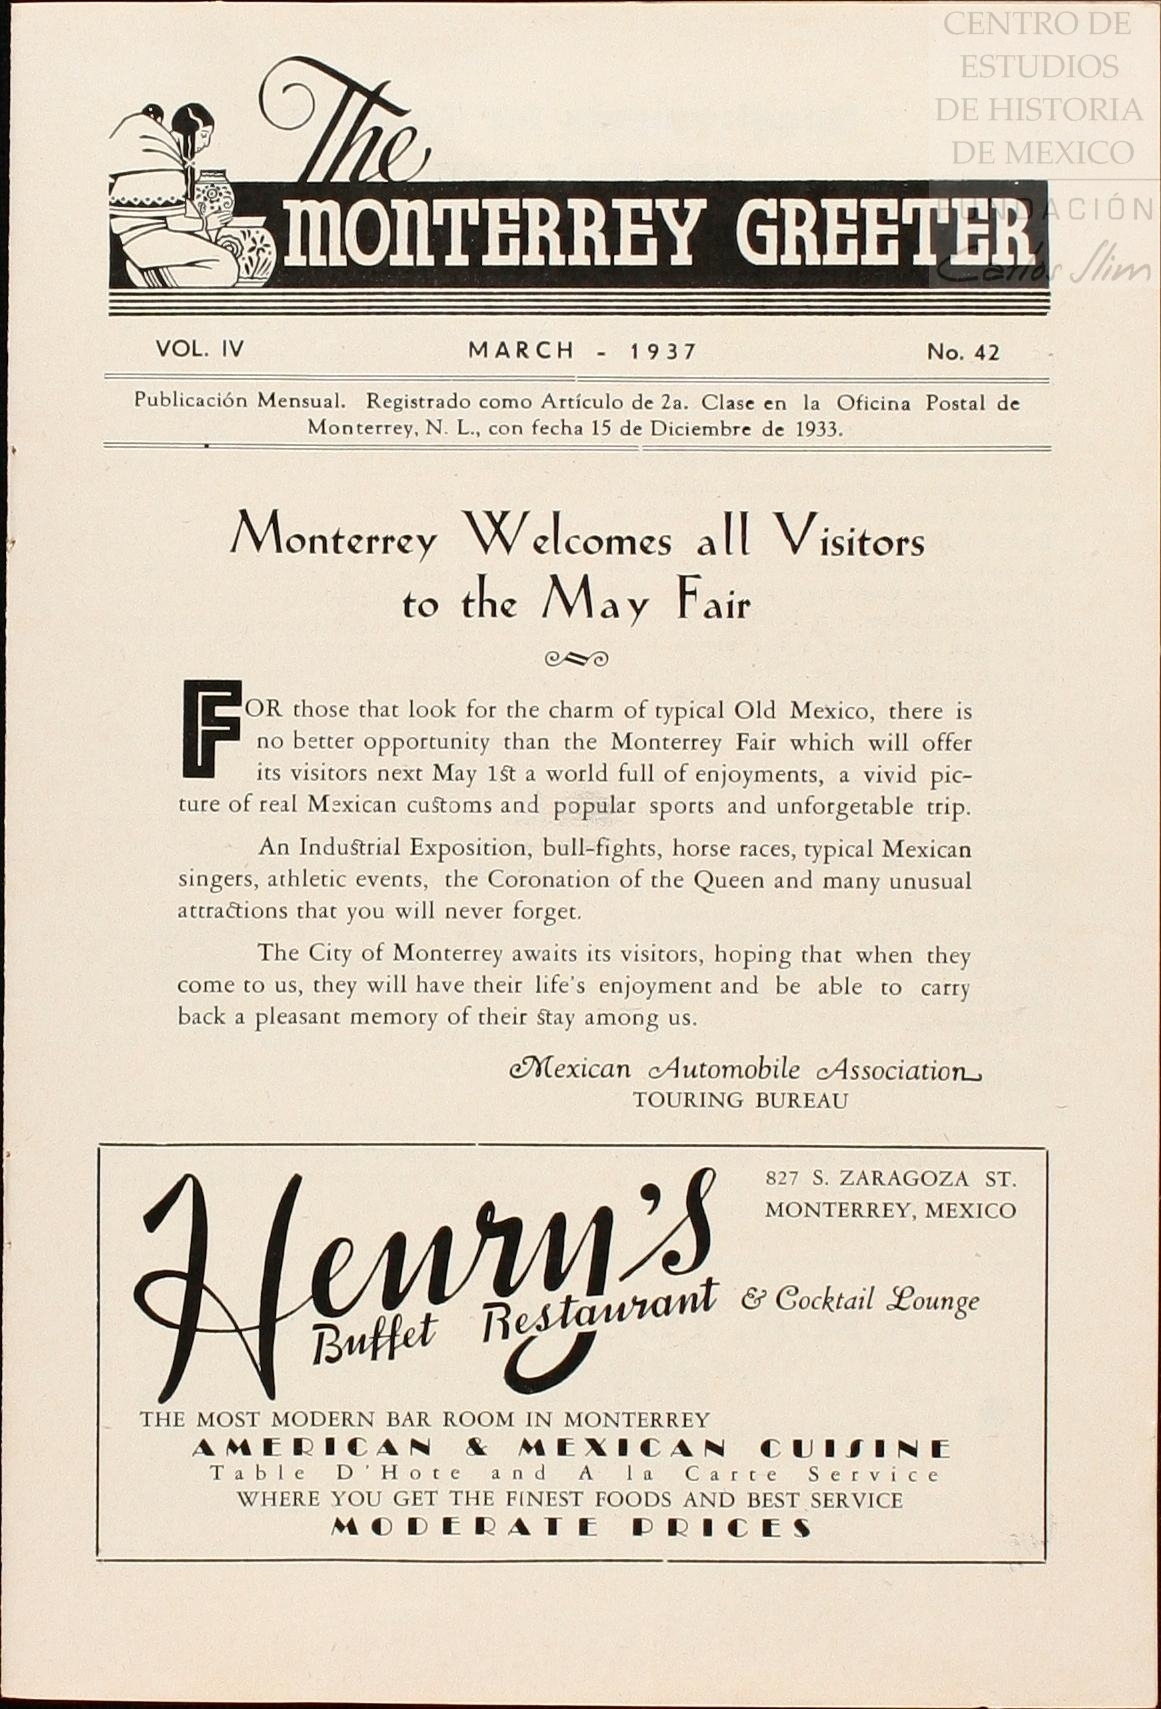 CENTRO DE
ESTUDIOS
DE HISTORIA
DE MEXICO
FUNDACIÓN
Carlos Slim
The
MONTERREY GREETER
VOL. IV MARCH - 1937 No. 42
Publicación Mensual. Registrado como Artículo de 2a. Clase en la Oficina Postal de
Monterrey, N. L., con fecha 15 de Diciembre de 1933.
Monterrey Welcomes all Visitors
to the May Fair
FOR those that look for the charm of typical Old Mexico, there is
no better opportunity than the Monterrey Fair which will offer
its visitors next May 1st a world full of enjoyments, a vivid pic-
ture of real Mexican customs and popular sports and unforgetable trip.
An Industrial Exposition, bull-fights, horse races, typical Mexican
singers, athletic events, the Coronation of the Queen and many unusual
attractions that you will never forget.
The City of Monterrey awaits its visitors, hoping that when they
come to us, they will have their life's enjoyment and be able to carry
back a pleasant memory of their stay among us.
Mexican Automobile Association
TOURING BUREAU
827 S. ZARAGOZA ST.
MONTERREY, MEXICO
Henry's
Buffet Restaurant & Cocktail Lounge
THE MOST MODERN BAR ROOM IN MONTERREY
AMERICAN & MEXICAN CUISINE
Table D'Hote and A la Carte Service
WHERE YOU GET THE FINEST FOODS AND BEST SERVICE
MODERATE PRICES